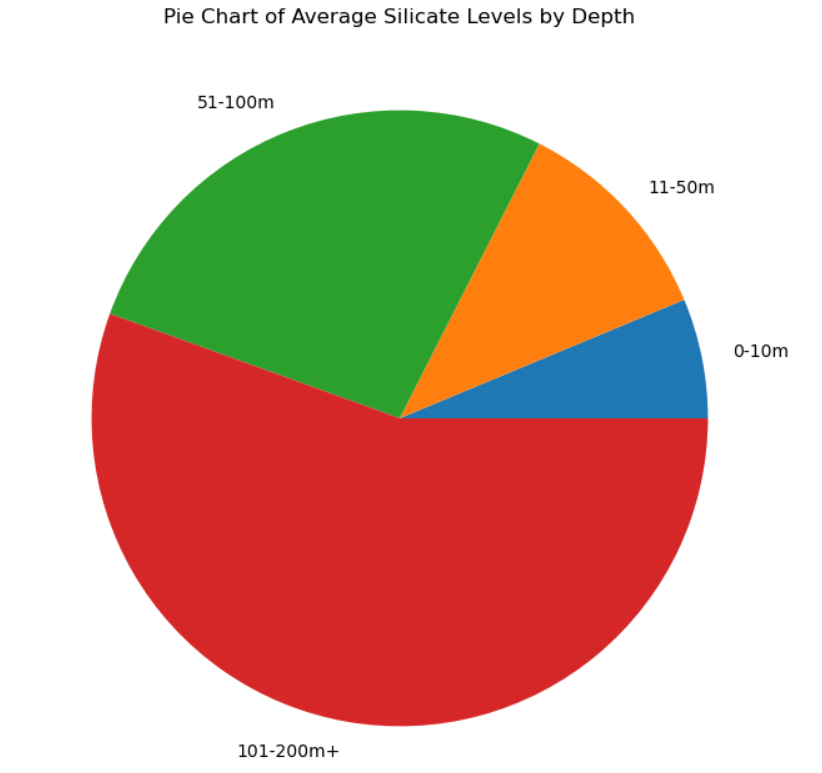 Pie Chart of Average Silicate Levels by Depth
51-100m
11-50m
0-10m
101-200m+